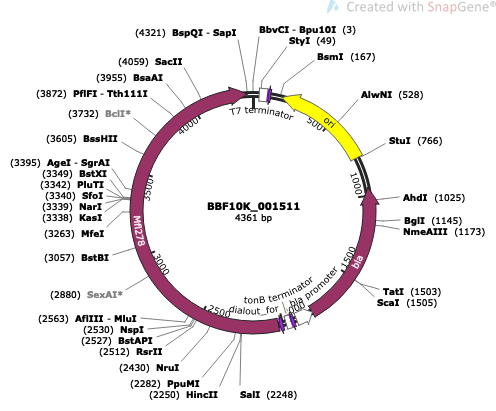 Created with SnapGene®
(4321) BspQI - SapI
BbvCI - Bpu10I (3)
StyI (49)
BsmI (167)
(4059) SacII
(3955) BsaAI
(3872) PflFI - Tth111I
(3732) BclI*
(3605) BssHII
(3395) AgeI - SgrAI
(3349) BstXI
(3342) PluTI
(3340) SfoI
(3339) NarI
(3338) KasI
(3263) MfeI
(3057) BstBI
(2880) SexAI*
(2563) AflIII - MluI
(2530) NspI
(2527) BstAPI
(2512) RsrII
(2430) NruI
(2282) PpuMI
(2250) HincII
SalI (2248)
AlwNI (528)
StuI (766)
AhdI (1025)
BglI (1145)
NmeAIII (1173)
TatI (1503)
ScaI (1505)
T7 terminator
ori
500
1000
1500
2500
3000
3500
4000
bla
bla promoter
tonB terminator
dialout_for
BBF10K_001511
4361 bp